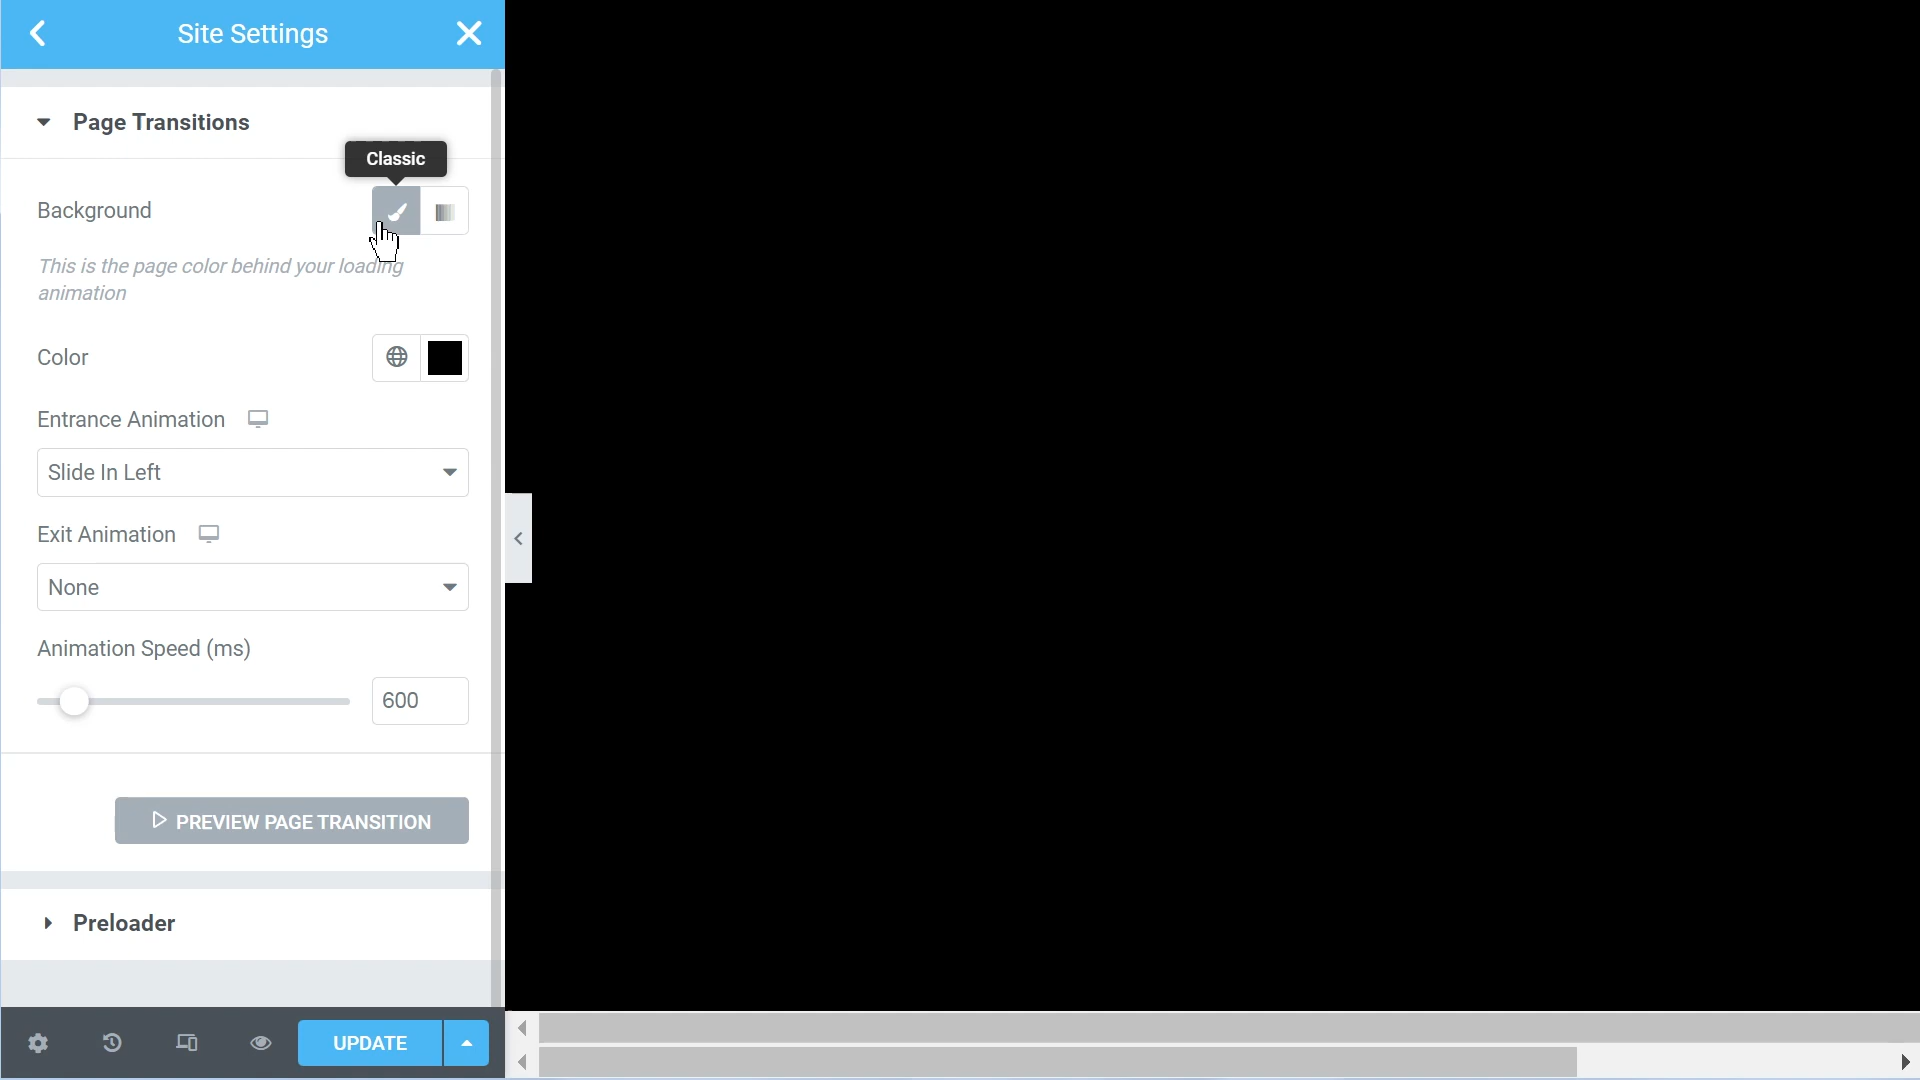 Site Settings
Page Transitions
Classic
Background
This is the page color behind your loading
animation
Color
Entrance Animation
Slide In Left
Exit Animation
None
Animation Speed (ms)
600
PREVIEW PAGE TRANSITION
Preloader
UPDATE